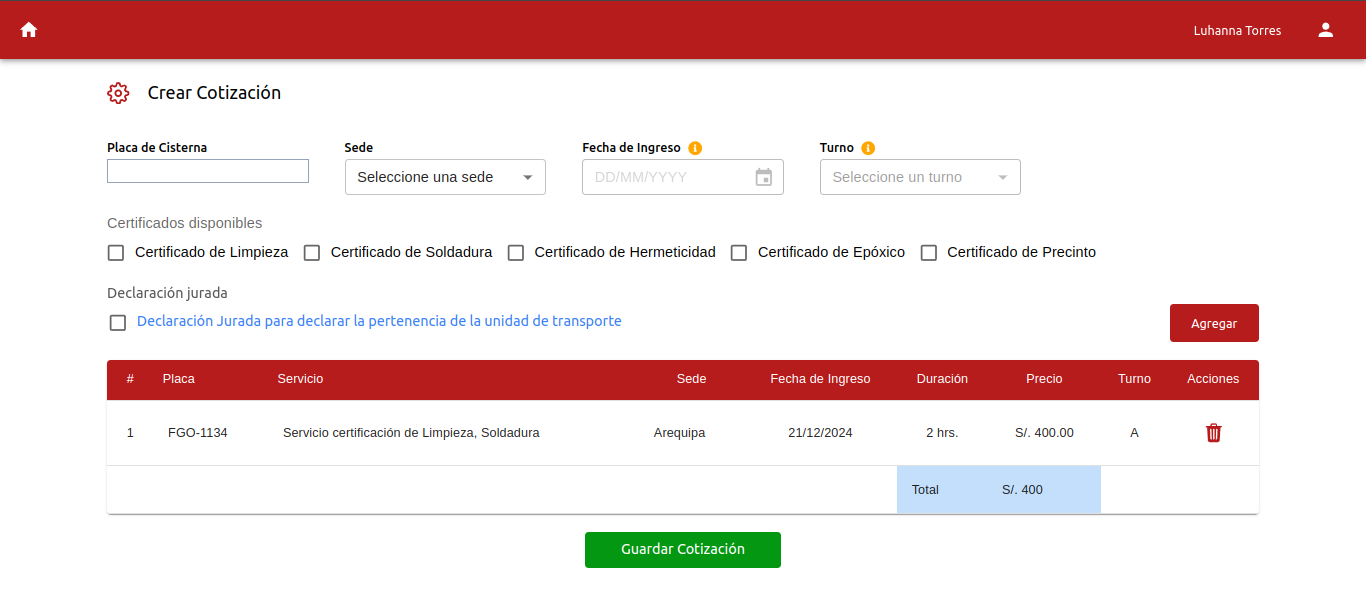 Luhanna Torres
Crear Cotización
Placa de Cisterna Sede Fecha de Ingreso Turno
Seleccione una sede DD/MM/YYYY Seleccione un turno
Certificados disponibles
Certificado de Limpieza Certificado de Soldadura Certificado de Hermeticidad Certificado de Epóxico Certificado de Precinto
Declaración jurada
Declaración Jurada para declarar la pertenencia de la unidad de transporte
Agregar
# Placa Servicio Sede Fecha de Ingreso Duración Precio Turno Acciones
1 FGO-1134 Servicio certificación de Limpieza, Soldadura Arequipa 21/12/2024 2 hrs. S/. 400.00 A
Total S/. 400
Guardar Cotización